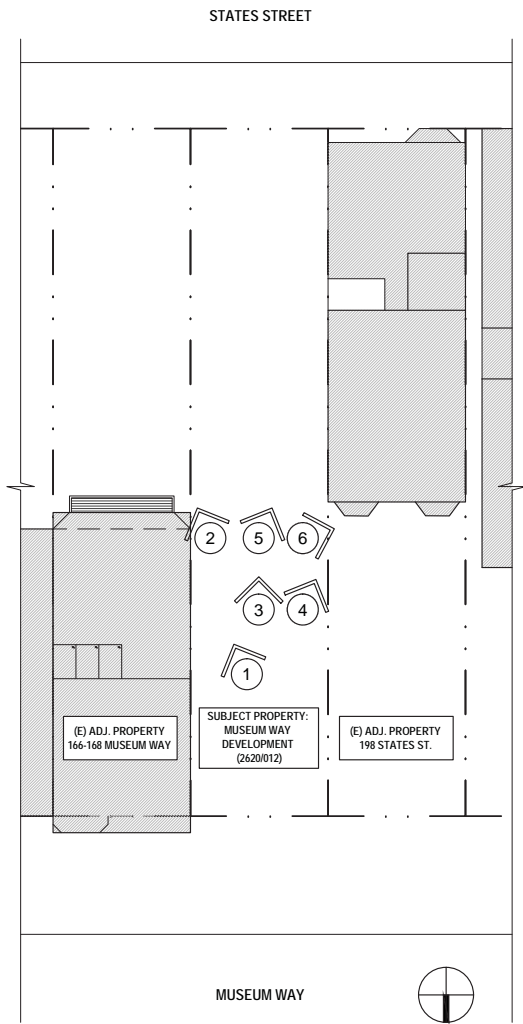 STATES STREET
2
5
6
3
4
1
(E) ADJ. PROPERTY
166-168 MUSEUM WAY
SUBJECT PROPERTY:
MUSEUM WAY
DEVELOPMENT
(2620/012)
(E) ADJ. PROPERTY
198 STATES ST.
MUSEUM WAY